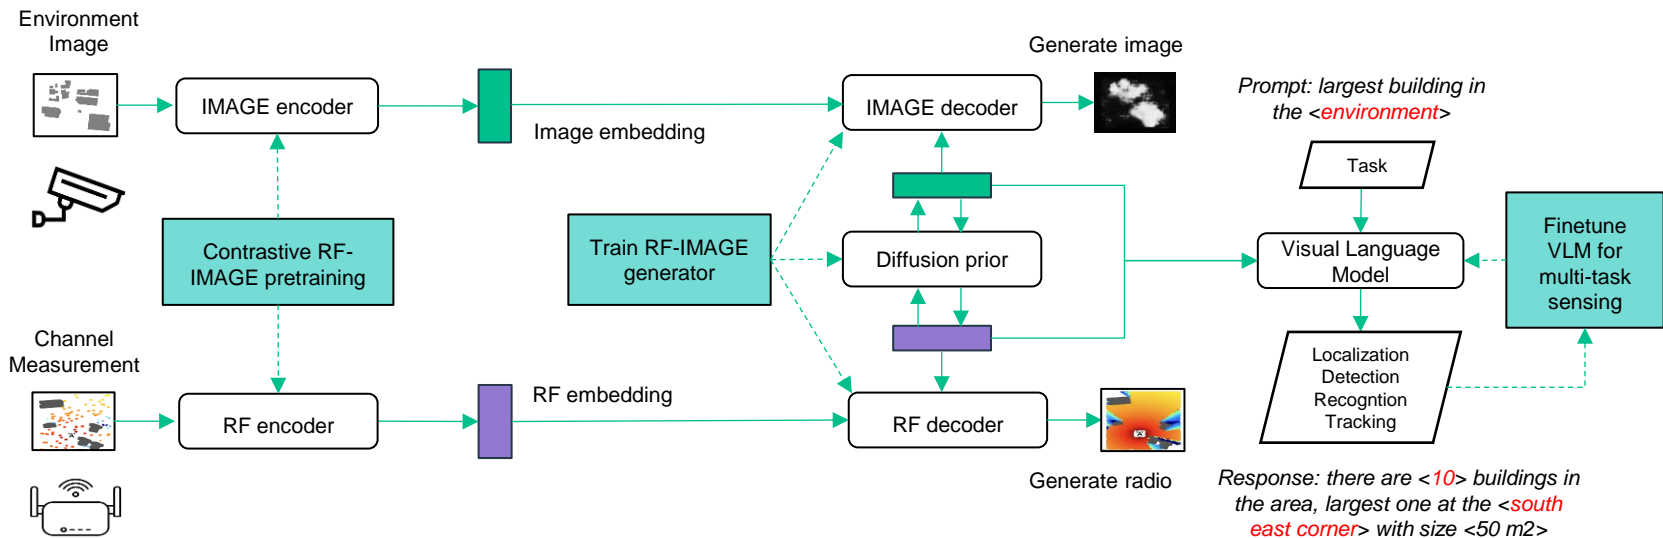 Environment
Image
IMAGE encoder
Image embedding
IMAGE decoder
Generate image
Prompt: largest building in
the <environment>
Task
Contrastive RF-
IMAGE pretraining
Train RF-IMAGE
generator
Diffusion prior
Visual Language
Model
Finetune
VLM for
multi-task
sensing
Channel
Measurement
RF encoder
RF embedding
RF decoder
Generate radio
Localization
Detection
Recogntion
Tracking
Response: there are <10> buildings in
the area, largest one at the <south
east corner> with size <50 m2>